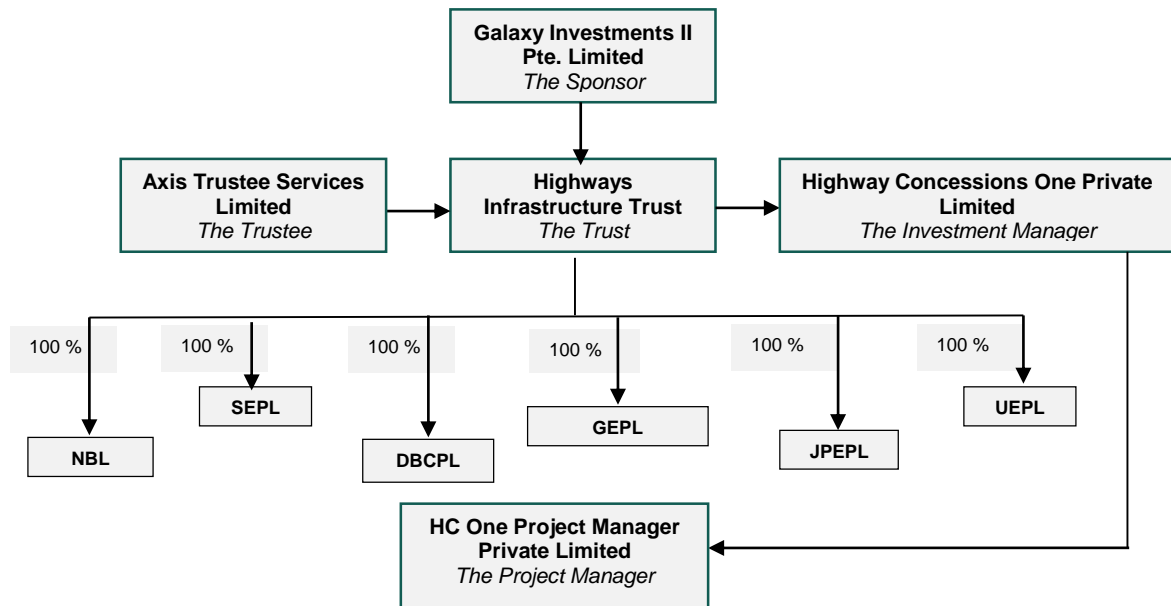 Galaxy Investments II
Pte. Limited
The Sponsor
Axis Trustee Services
Limited
The Trustee
Highways
Infrastructure Trust
The Trust
Highway Concessions One Private
Limited
The Investment Manager
100 %
100 %
100 %
100 %
100 %
100 %
NBL
SEPL
DBCPL
GEPL
JPEPL
UEPL
HC One Project Manager
Private Limited
The Project Manager